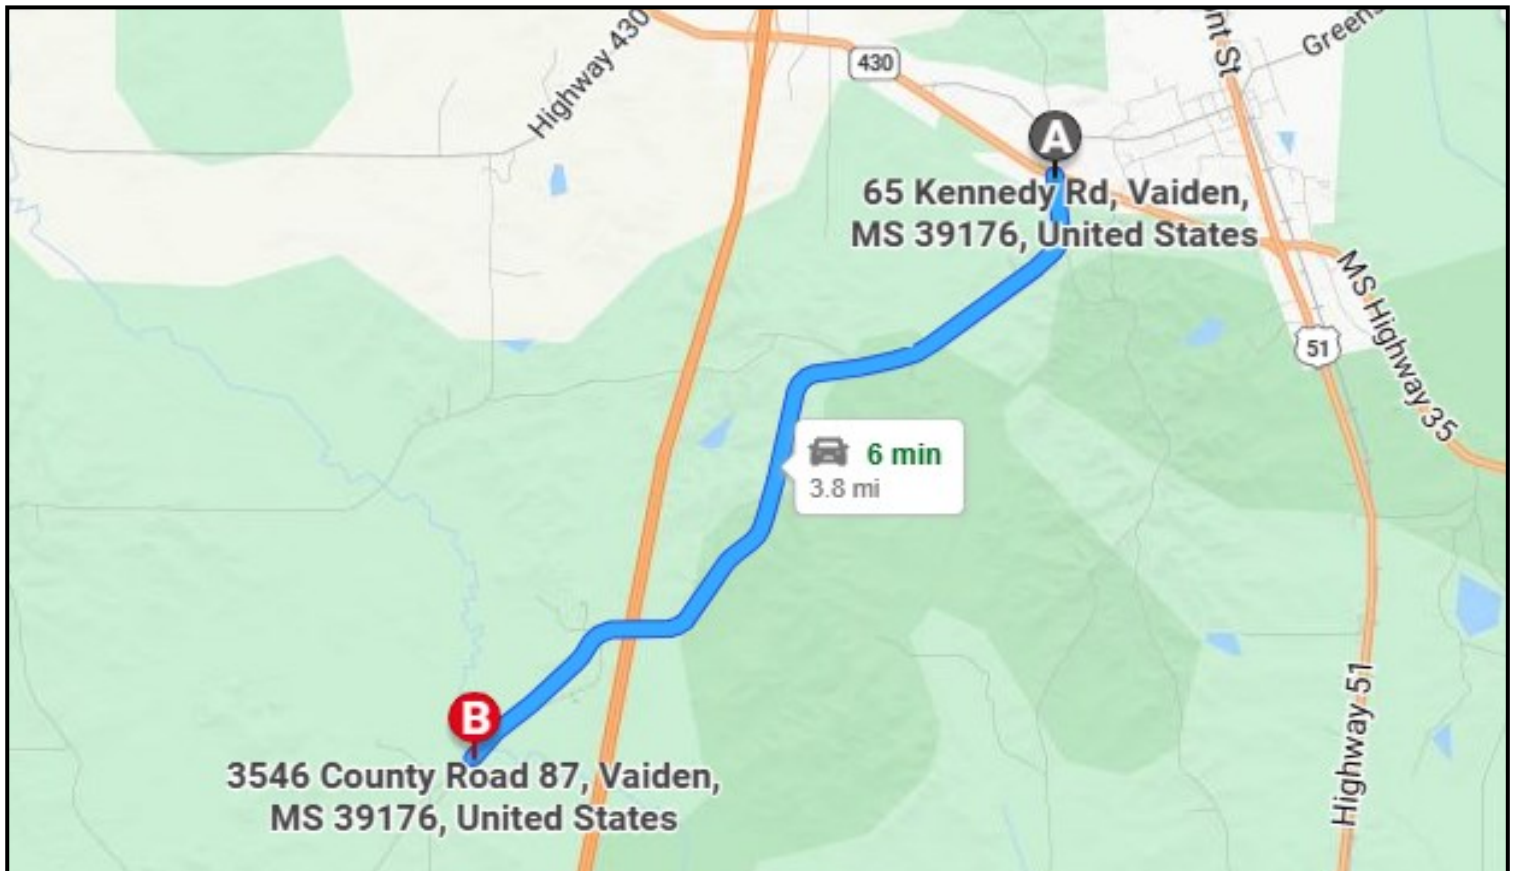 Highway 430
430
nt St
Greens
A
65 Kennedy Rd, Vaiden,
MS 39176, United States
MS Highway 35
51
6 min
3.8 mi
B
3546 County Road 87, Vaiden,
MS 39176, United States
Highway 51